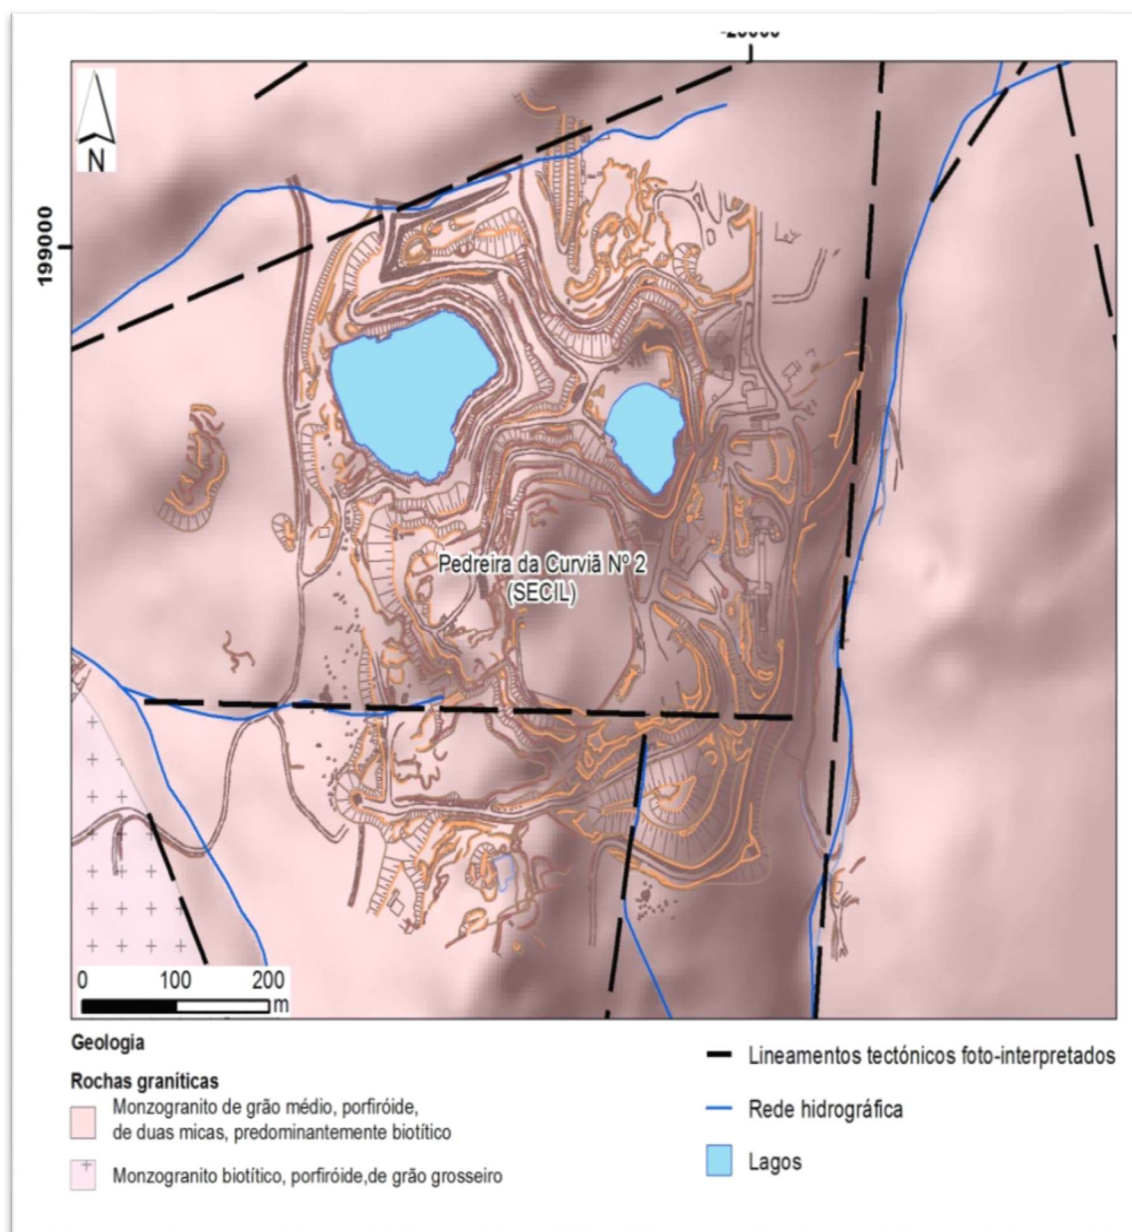 N
199000
Pedreira da Curviã Nº 2
(SECIL)
0 100 200
m
Geologia
Rochas graníticas
Monzogranito de grão médio, porfiróide,
de duas micas, predominantemente biotítico
Monzogranito biotítico, porfiróide,de grão grosseiro
Lineamentos tectónicos foto-interpretados
Rede hidrográfica
Lagos